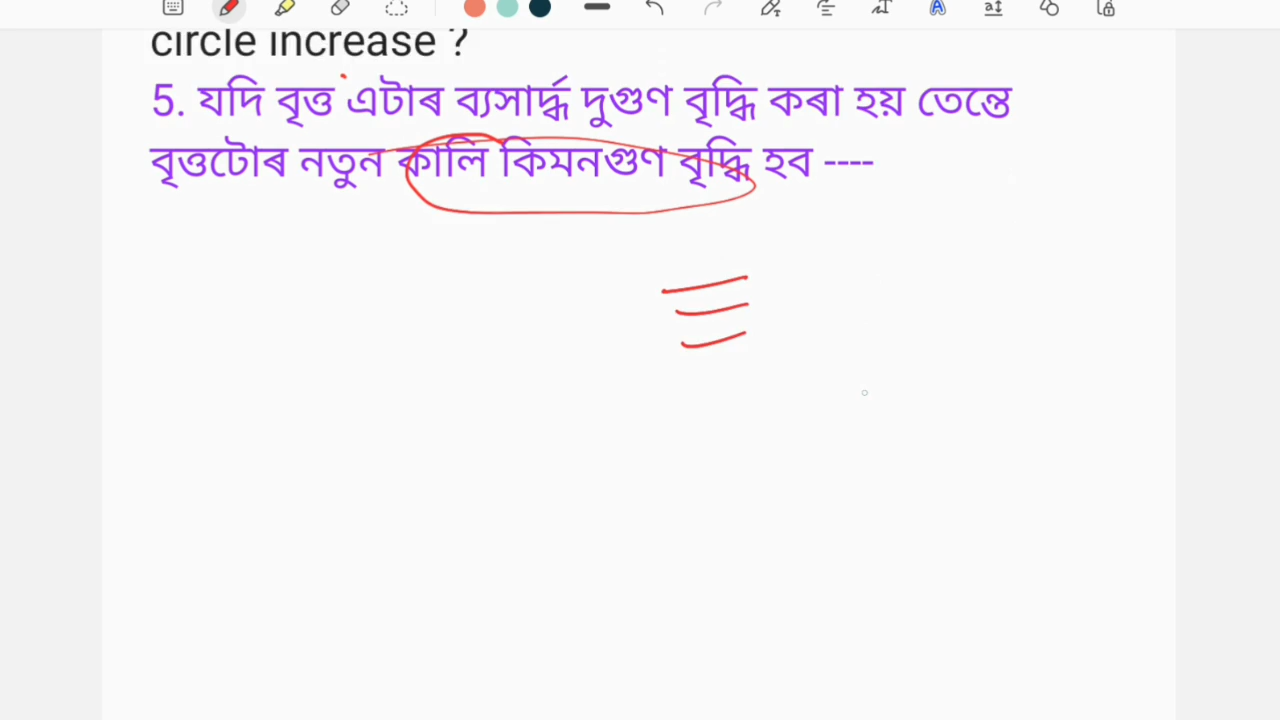 circle increase ?
5. যদি বৃত্ত এটাৰ ব্যসাৰ্দ্ধ দুগুণ বৃদ্ধি কৰা হয় তেন্তে
বৃত্তটোৰ নতুন কালি কিমনগুণ বৃদ্ধি হব ----